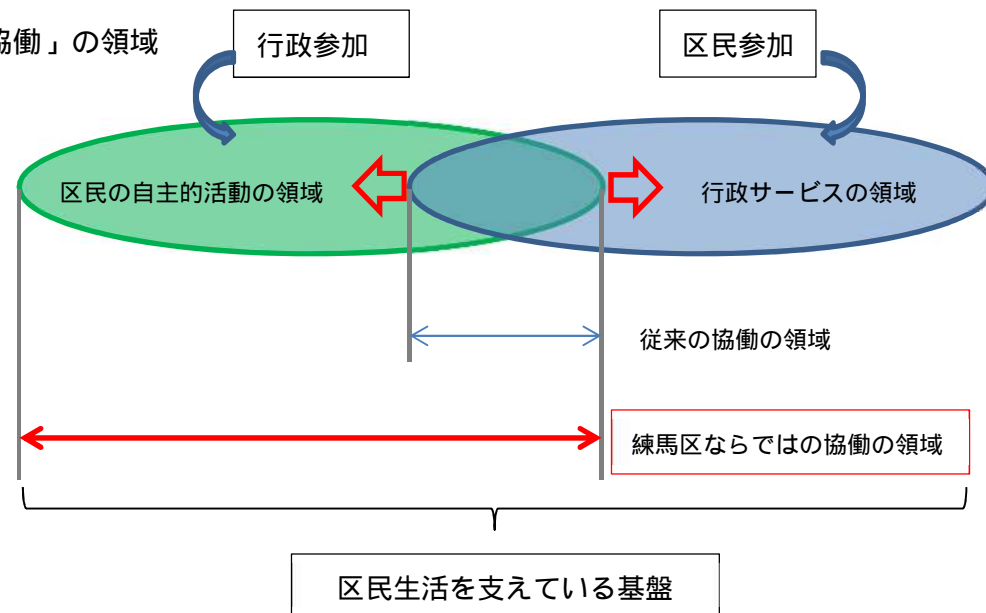 協働」の領域
行政参加
区民参加
区民の自主的活動の領域
行政サービスの領域
従来の協働の領域
練馬区ならではの協働の領域
区民生活を支えている基盤